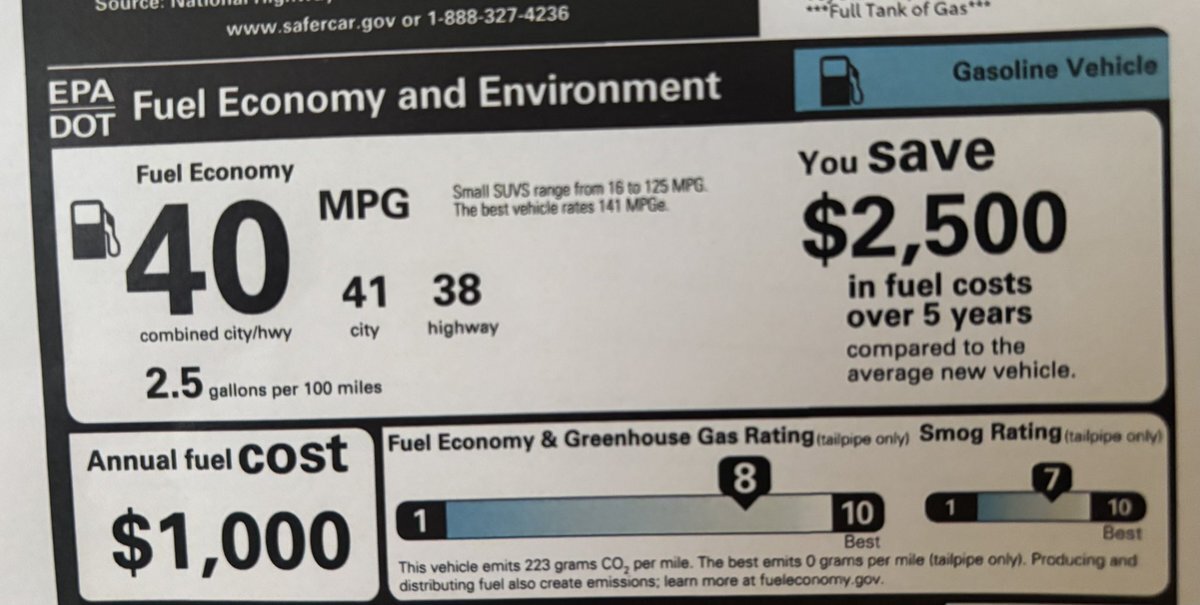 Source: National
www.safercar.gov or 1-888-327-4236
***Full Tank of Gas***
EPA
DOT
Fuel Economy and Environment
Gasoline Vehicle
Fuel Economy
40
MPG
Small SUVS range from 16 to 125 MPG.
The best vehicle rates 141 MPGe.
41
city
38
highway
combined city/hwy
2.5 gallons per 100 miles
You save
$2,500
in fuel costs
over 5 years
compared to the
average new vehicle.
Annual fuel cost
$1,000
Fuel Economy & Greenhouse Gas Rating (tailpipe only)
1
8
10
Best
Smog Rating (tailpipe only)
1
7
10
Best
This vehicle emits 223 grams CO₂ per mile. The best emits 0 grams per mile (tailpipe only). Producing and
distributing fuel also create emissions; learn more at fueleconomy.gov.